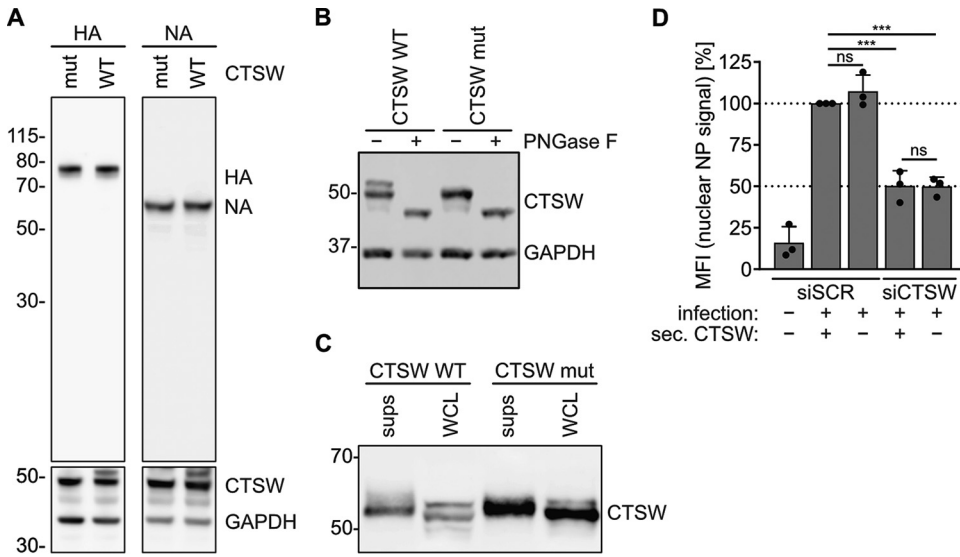 A
HA NA
mut WT mut WT CTSW
115-
80-
70-
50-
30-
HA
NA
50-
30-
CTSW
GAPDH
B
CTSW WT CTSW mut
– + – + PNGase F
50-
37-
CTSW
GAPDH
C
CTSW WT CTSW mut
sups WCL sups WCL
70-
50-
CTSW
D
MFI (nuclear NP signal) [%]
125
100
75
50
25
0
***
***
ns
ns
siSCR siCTSW
infection: – + + + +
sec. CTSW: – + – + –